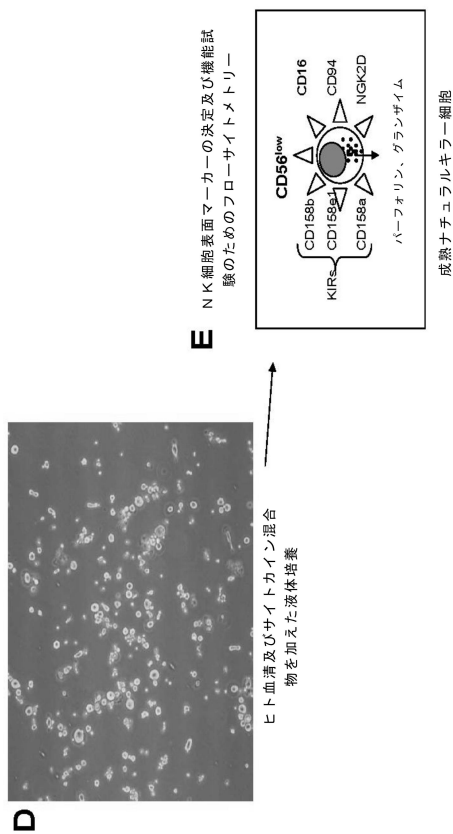 D
ヒト血清及びサイトカイン混合
物を加えた液体培養
E
NK細胞表面マーカーの決定及び機能試
験のためのフローサイトメトリー
CD56low
CD16
CD94
NGK2D
CD158b
CD158e1
CD158a
KIRs
パーフォリン、グランザイム
成熟ナチュラルキラー細胞